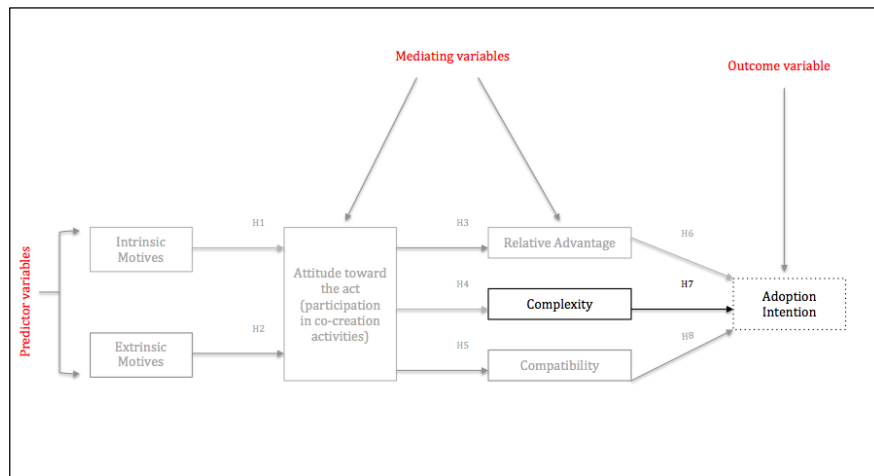 Mediating variables
Outcome variable
Predictor variables
H1
H3
H6
Intrinsic
Motives
Relative Advantage
Attitude toward
the act
(participation
in co-creation
activities)
H4
H7
Complexity
Adoption
Intention
H2
H5
H8
Extrinsic
Motives
Compatibility